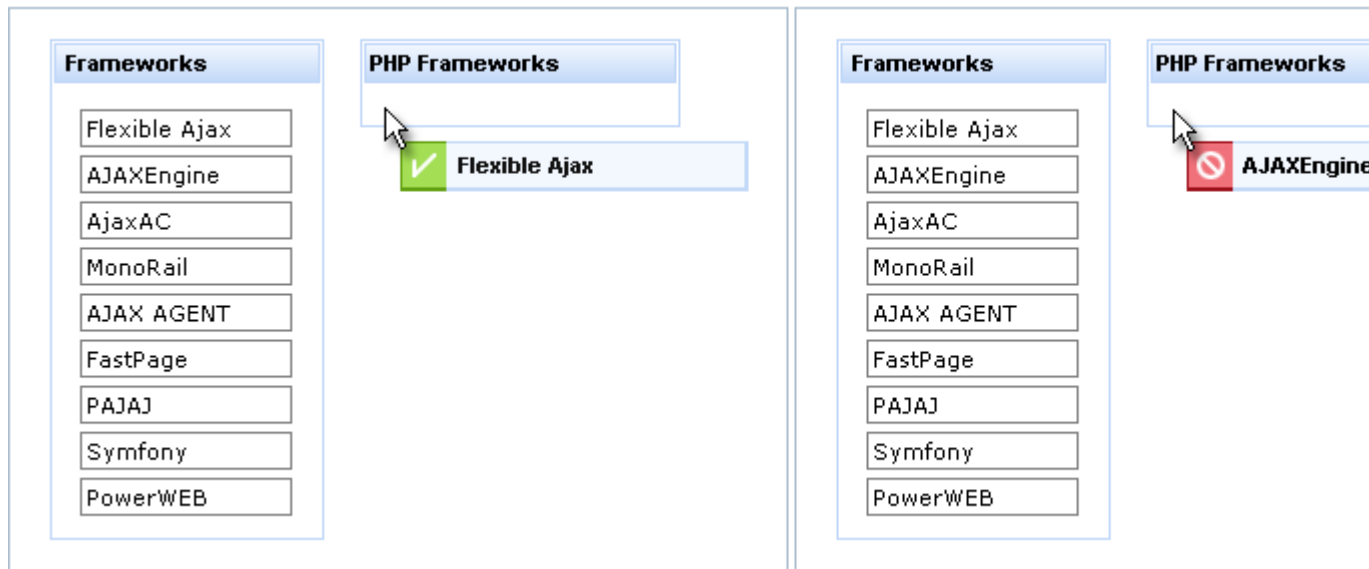 Frameworks
PHP Frameworks
Flexible Ajax
AJAXEngine
AjaxAC
MonoRail
AJAX AGENT
FastPage
PAJAJ
Symfony
PowerWEB
Flexible Ajax
Frameworks
PHP Frameworks
Flexible Ajax
AJAXEngine
AjaxAC
MonoRail
AJAX AGENT
FastPage
PAJAJ
Symfony
PowerWEB
AJAXEngine